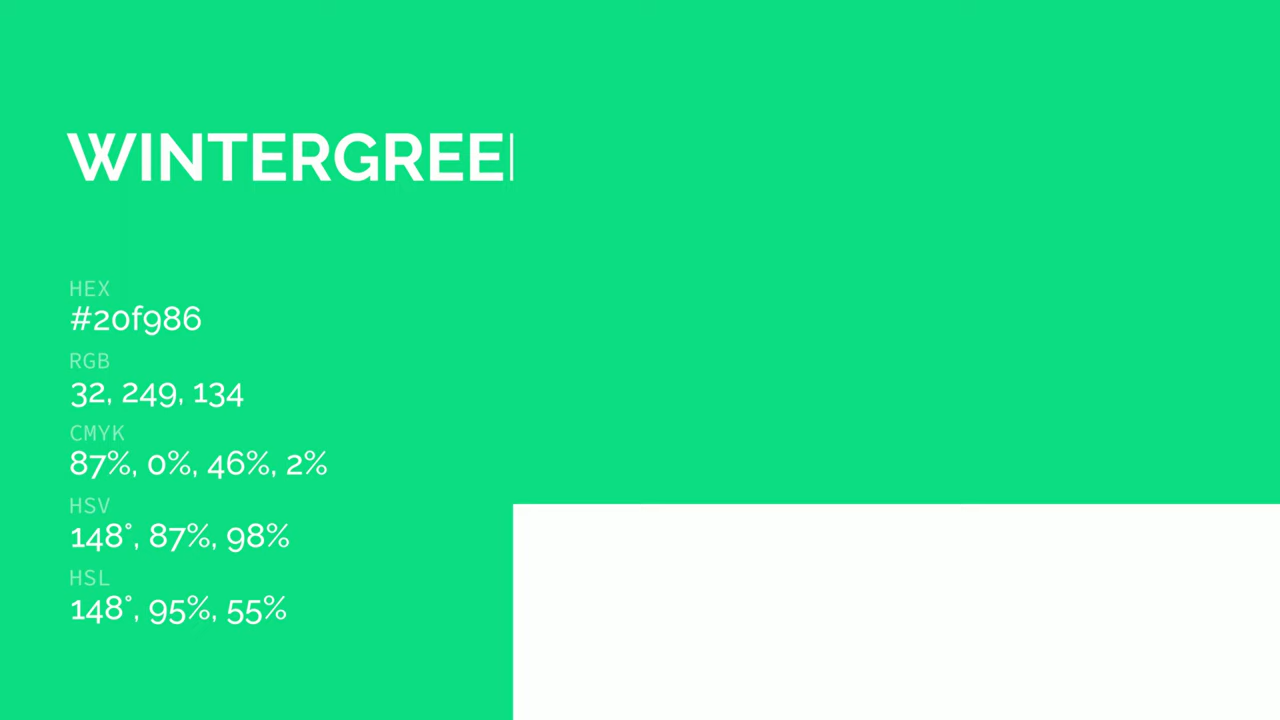 WINTERGREE
HEX
#20f986
RGB
32, 249, 134
CMYK
87%, 0%, 46%, 2%
HSV
148°, 87%, 98%
HSL
148°, 95%, 55%